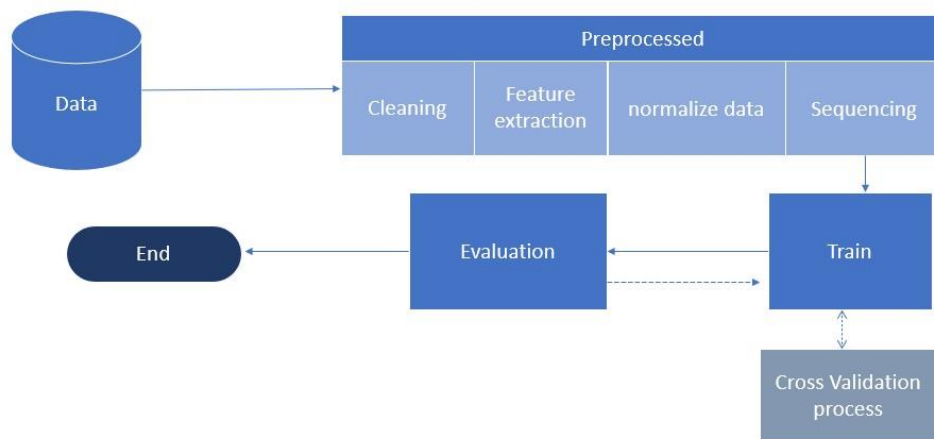 Preprocessed
Data
Cleaning
Feature
extraction
normalize data
Sequencing
End
Evaluation
Train
Cross Validation
process